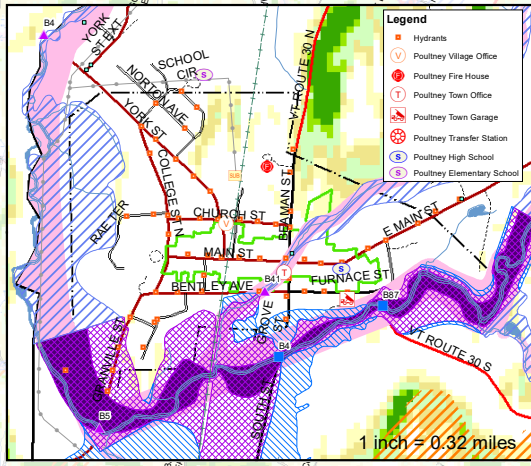 B4
YORK
ST EXT
SCHOOL
CIR
S
NORTON AVE
YORK ST
COLLEGE ST N
VT ROUTE 30 N
SUB
F
BEAMAN ST
RAE TER
CHURCH ST
V
MAIN ST
E MAIN ST
B41
T
S
FURNACE ST
BENTLEY AVE
B87
GROVE
ST
B4
GRANVILLE ST
SOUTH ST
VT ROUTE 30 S
B5
1 inch = 0.32 miles
Legend
Hydrants
V Poultney Village Office
F Poultney Fire House
T Poultney Town Office
Poultney Town Garage
Poultney Transfer Station
S Poultney High School
S Poultney Elementary School